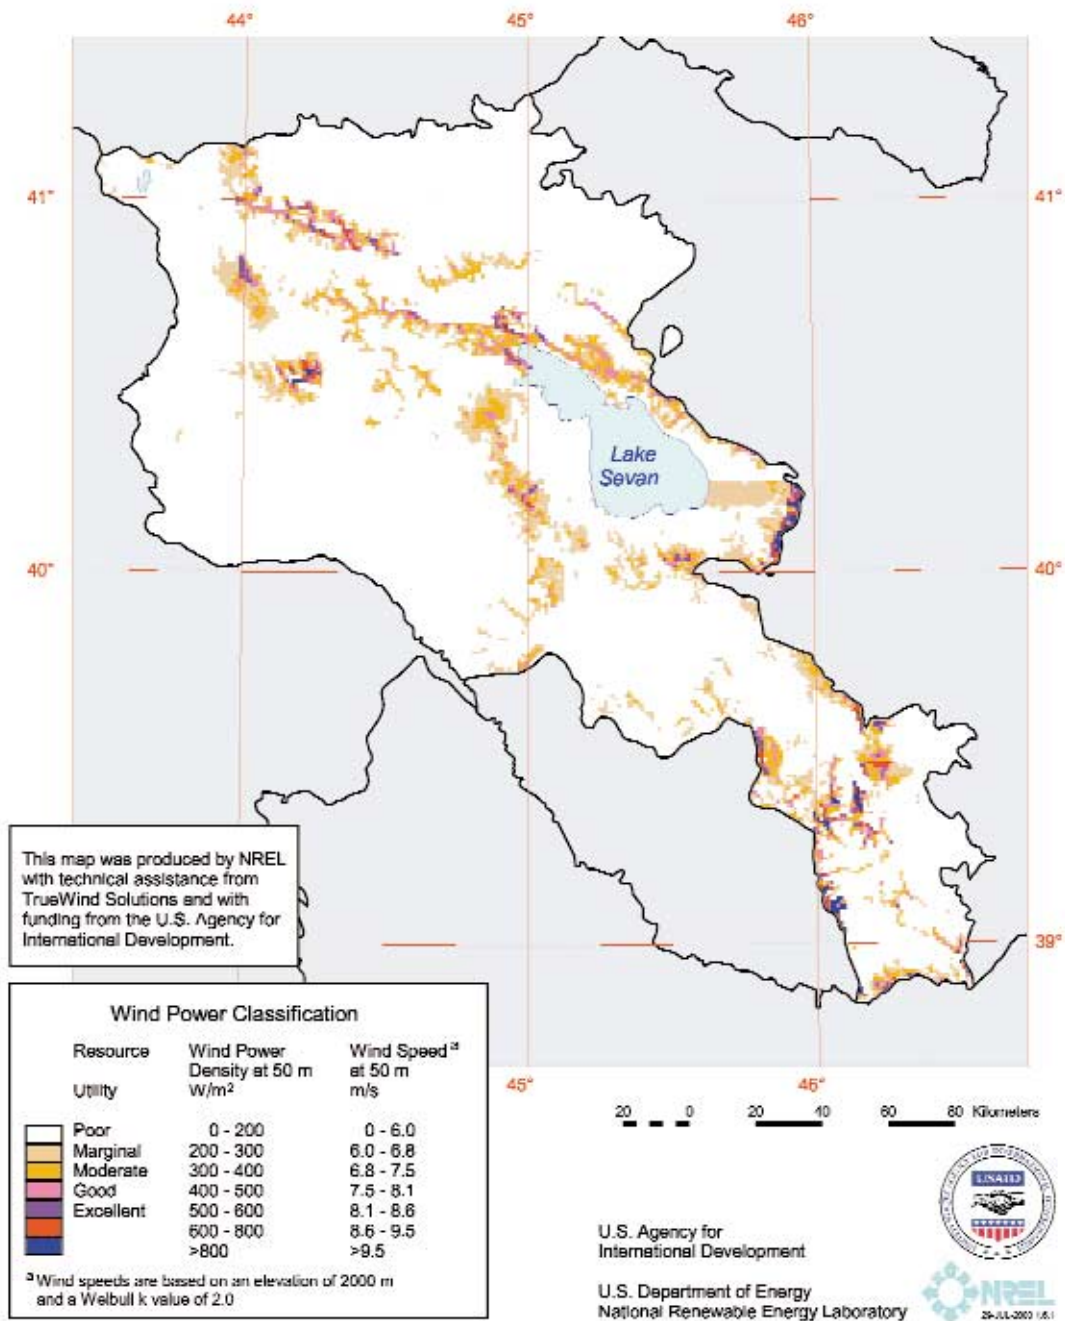 44°
45°
46°
41°
41°
Lake
Sevan
40°
40°
39°
This map was produced by NREL
with technical assistance from
TrueWind Solutions and with
funding from the U.S. Agency for
International Development.
Wind Power Classification
Resource Wind Power Wind Speed a
Density at 50 m at 50 m
Utility W/m² m/s
Poor 0 - 200 0 - 6.0
Marginal 200 - 300 6.0 - 6.8
Moderate 300 - 400 6.8 - 7.5
Good 400 - 500 7.5 - 8.1
Excellent 500 - 600 8.1 - 8.6
600 - 800 8.6 - 9.5
>800 >9.5
a Wind speeds are based on an elevation of 2000 m
and a Weibull k value of 2.0
45°
46°
20 0 20 40 60 80 Kilometers
USAID
U.S. Agency for
International Development
U.S. Department of Energy
National Renewable Energy Laboratory
NREL